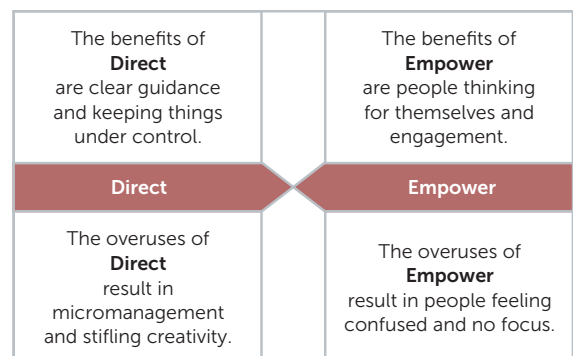 The benefits of
Direct
are clear guidance
and keeping things
under control.
The benefits of
Empower
are people thinking
for themselves and
engagement.
Direct
Empower
The overuses of
Direct
result in
micromanagement
and stifling creativity.
The overuses of
Empower
result in people feeling
confused and no focus.